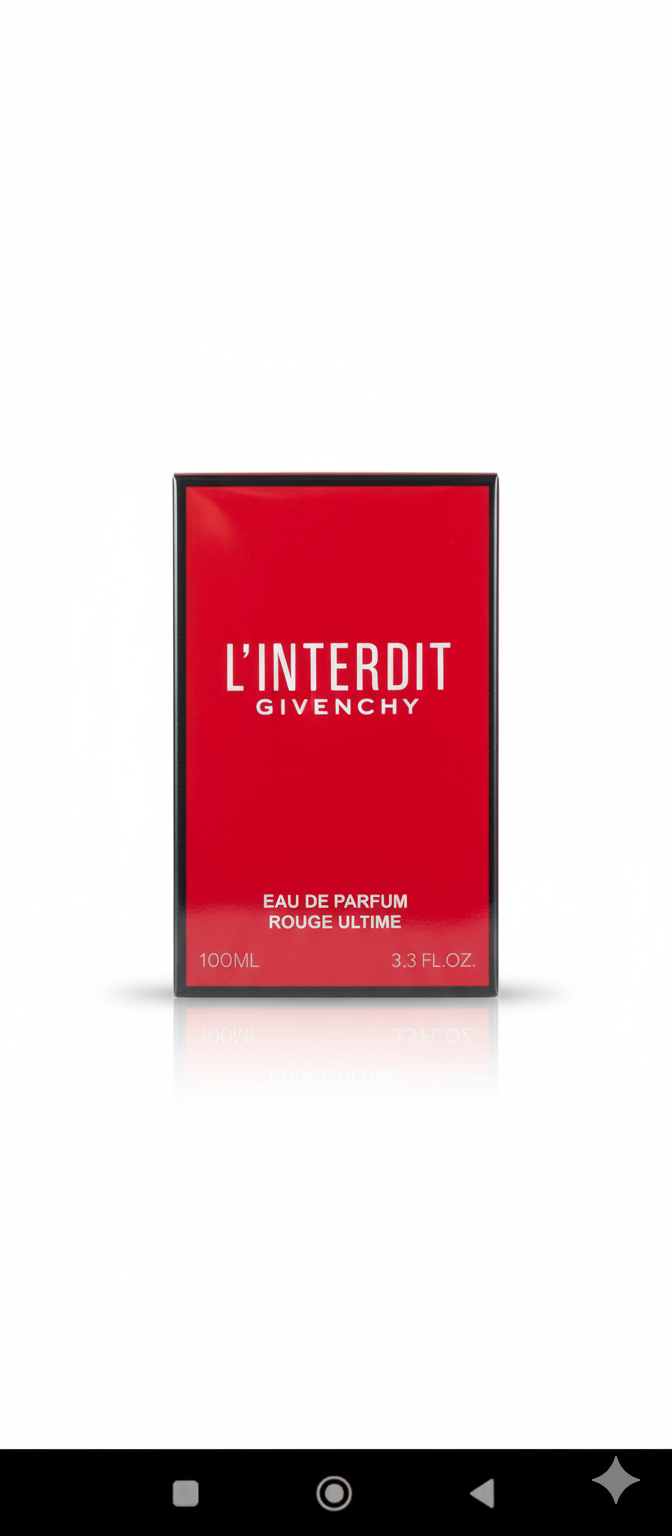 L'INTERDIT
GIVENCHY
EAU DE PARFUM
ROUGE ULTIME
100ML 3.3 FL.OZ.